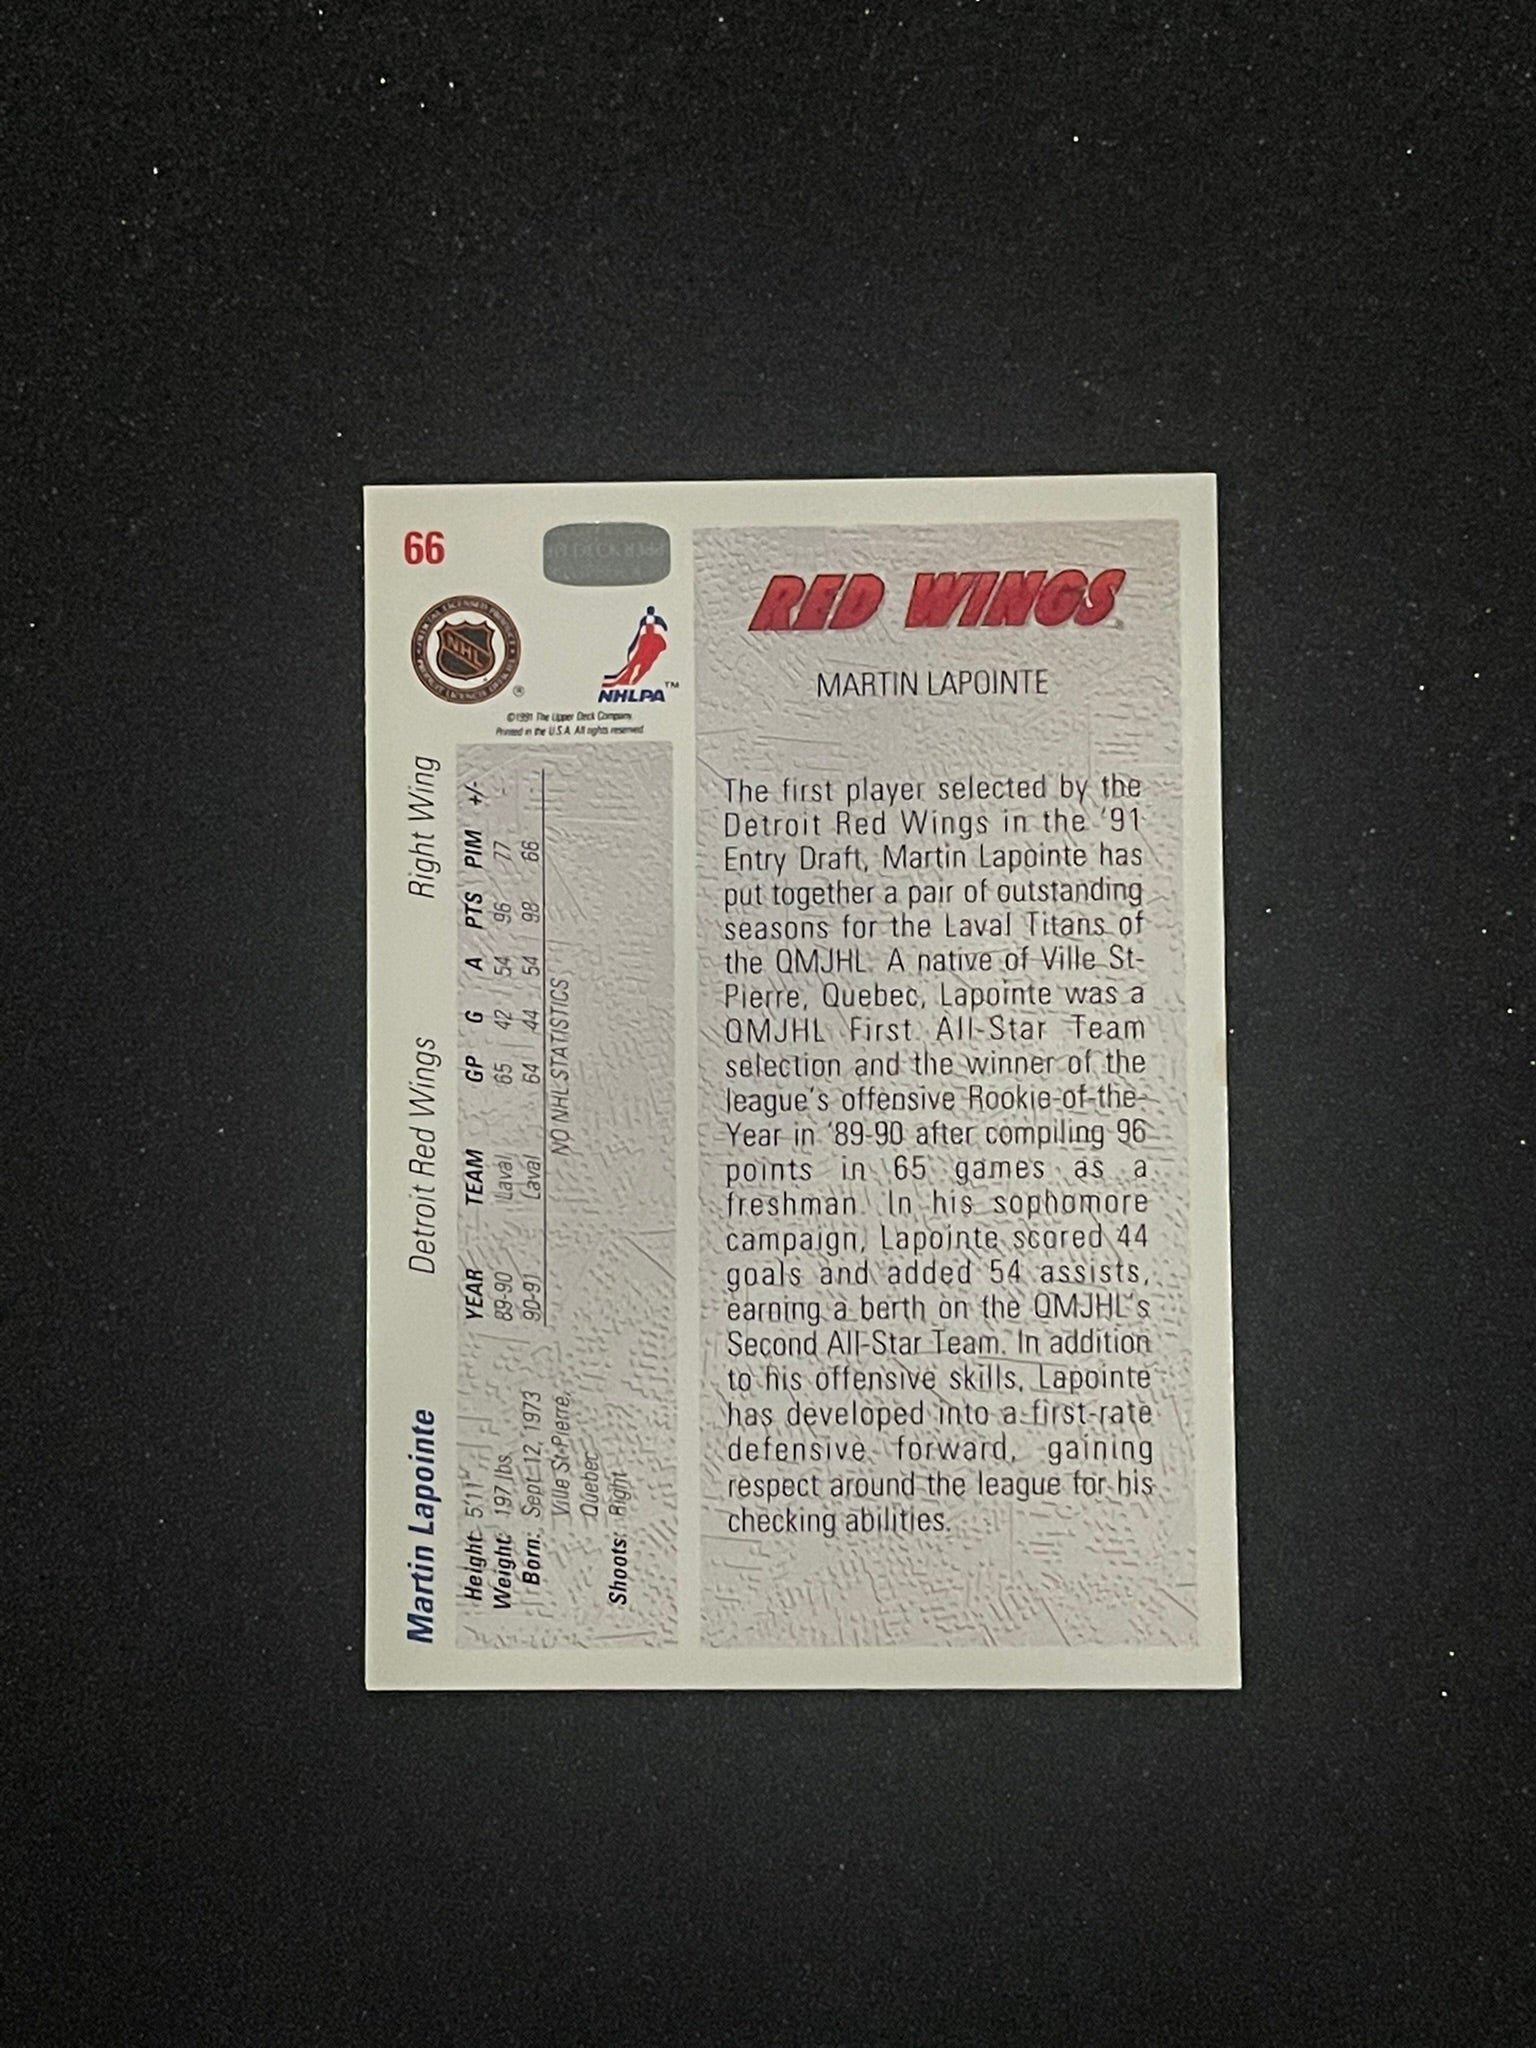 66
NHL
®
NHLPA™
©1991 The Upper Deck Company.
Printed in the U.S.A. All rights reserved.
Martin Lapointe Detroit Red Wings Right Wing
Height: 5'11"
Weight: 197 lbs.
Born: Sept. 12, 1973
Ville St-Pierre,
Quebec
Shoots: Right
YEAR TEAM GP G A PTS PIM +/-
89-90 Laval 65 42 54 96 77 -
90-91 Laval 64 44 54 98 66 -
NO NHL STATISTICS
RED WINGS
MARTIN LAPOINTE
The first player selected by the
Detroit Red Wings in the '91
Entry Draft, Martin Lapointe has
put together a pair of outstanding
seasons for the Laval Titans of
the QMJHL. A native of Ville St-
Pierre, Quebec, Lapointe was a
QMJHL First All-Star Team
selection and the winner of the
league's offensive Rookie-of-the-
Year in '89-90 after compiling 96
points in 65 games as a
freshman. In his sophomore
campaign, Lapointe scored 44
goals and added 54 assists,
earning a berth on the QMJHL's
Second All-Star Team. In addition
to his offensive skills, Lapointe
has developed into a first-rate
defensive forward, gaining
respect around the league for his
checking abilities.